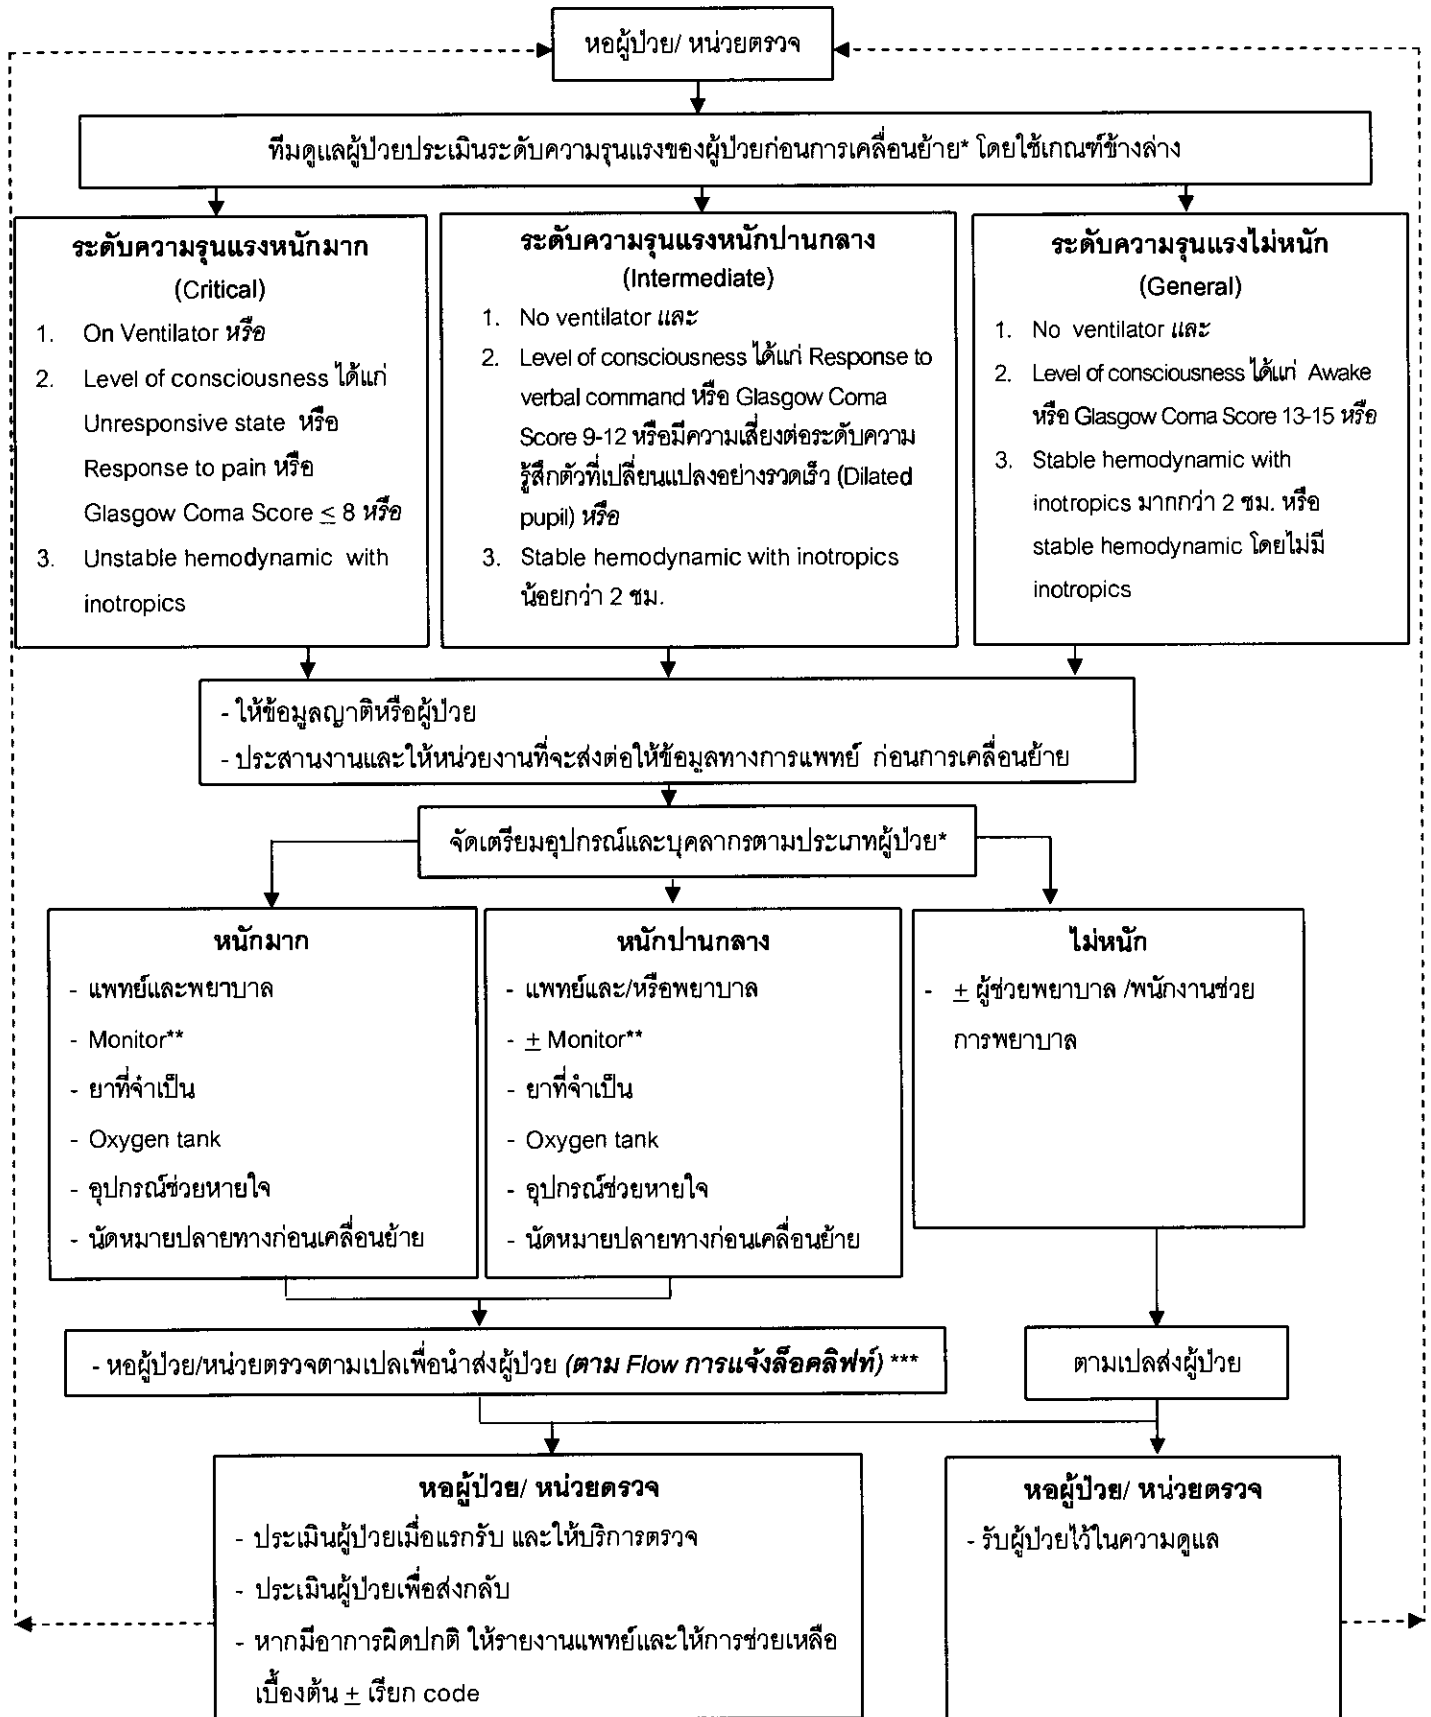 หอผู้ป่วย/ หน่วยตรวจ
ทีมดูแลผู้ป่วยประเมินระดับความรุนแรงของผู้ป่วยก่อนการเคลื่อนย้าย* โดยใช้เกณฑ์ข้างล่าง
ระดับความรุนแรงหนักมาก
(Critical)
1. On Ventilator หรือ
2. Level of consciousness ได้แก่
Unresponsive state หรือ
Response to pain หรือ
Glasgow Coma Score ≤ 8 หรือ
3. Unstable hemodynamic with
inotropics
ระดับความรุนแรงหนักปานกลาง
(Intermediate)
1. No ventilator และ
2. Level of consciousness ได้แก่ Response to
verbal command หรือ Glasgow Coma
Score 9-12 หรือมีความเสี่ยงต่อระดับความ
รู้สึกตัวที่เปลี่ยนแปลงอย่างรวดเร็ว (Dilated
pupil) หรือ
3. Stable hemodynamic with inotropics
น้อยกว่า 2 ชม.
ระดับความรุนแรงไม่หนัก
(General)
1. No ventilator และ
2. Level of consciousness ได้แก่ Awake
หรือ Glasgow Coma Score 13-15 หรือ
3. Stable hemodynamic with
inotropics มากกว่า 2 ชม. หรือ
stable hemodynamic โดยไม่มี
inotropics
- ให้ข้อมูลญาติหรือผู้ป่วย
- ประสานงานและให้หน่วยงานที่จะส่งต่อให้ข้อมูลทางการแพทย์ ก่อนการเคลื่อนย้าย
จัดเตรียมอุปกรณ์และบุคลากรตามประเภทผู้ป่วย*
หนักมาก
- แพทย์และพยาบาล
- Monitor**
- ยาที่จำเป็น
- Oxygen tank
- อุปกรณ์ช่วยหายใจ
- นัดหมายปลายทางก่อนเคลื่อนย้าย
หนักปานกลาง
- แพทย์และ/หรือพยาบาล
- ± Monitor**
- ยาที่จำเป็น
- Oxygen tank
- อุปกรณ์ช่วยหายใจ
- นัดหมายปลายทางก่อนเคลื่อนย้าย
ไม่หนัก
- ± ผู้ช่วยพยาบาล /พนักงานช่วย
การพยาบาล
- หอผู้ป่วย/หน่วยตรวจตามเปลเพื่อนำส่งผู้ป่วย (ตาม Flow การแจ้งล็อคลิฟท์) ***
ตามเปลส่งผู้ป่วย
หอผู้ป่วย/ หน่วยตรวจ
- ประเมินผู้ป่วยเมื่อแรกรับ และให้บริการตรวจ
- ประเมินผู้ป่วยเพื่อส่งกลับ
- หากมีอาการผิดปกติ ให้รายงานแพทย์และให้การช่วยเหลือ
เบื้องต้น ± เรียก code
หอผู้ป่วย/ หน่วยตรวจ
- รับผู้ป่วยไว้ในความดูแล